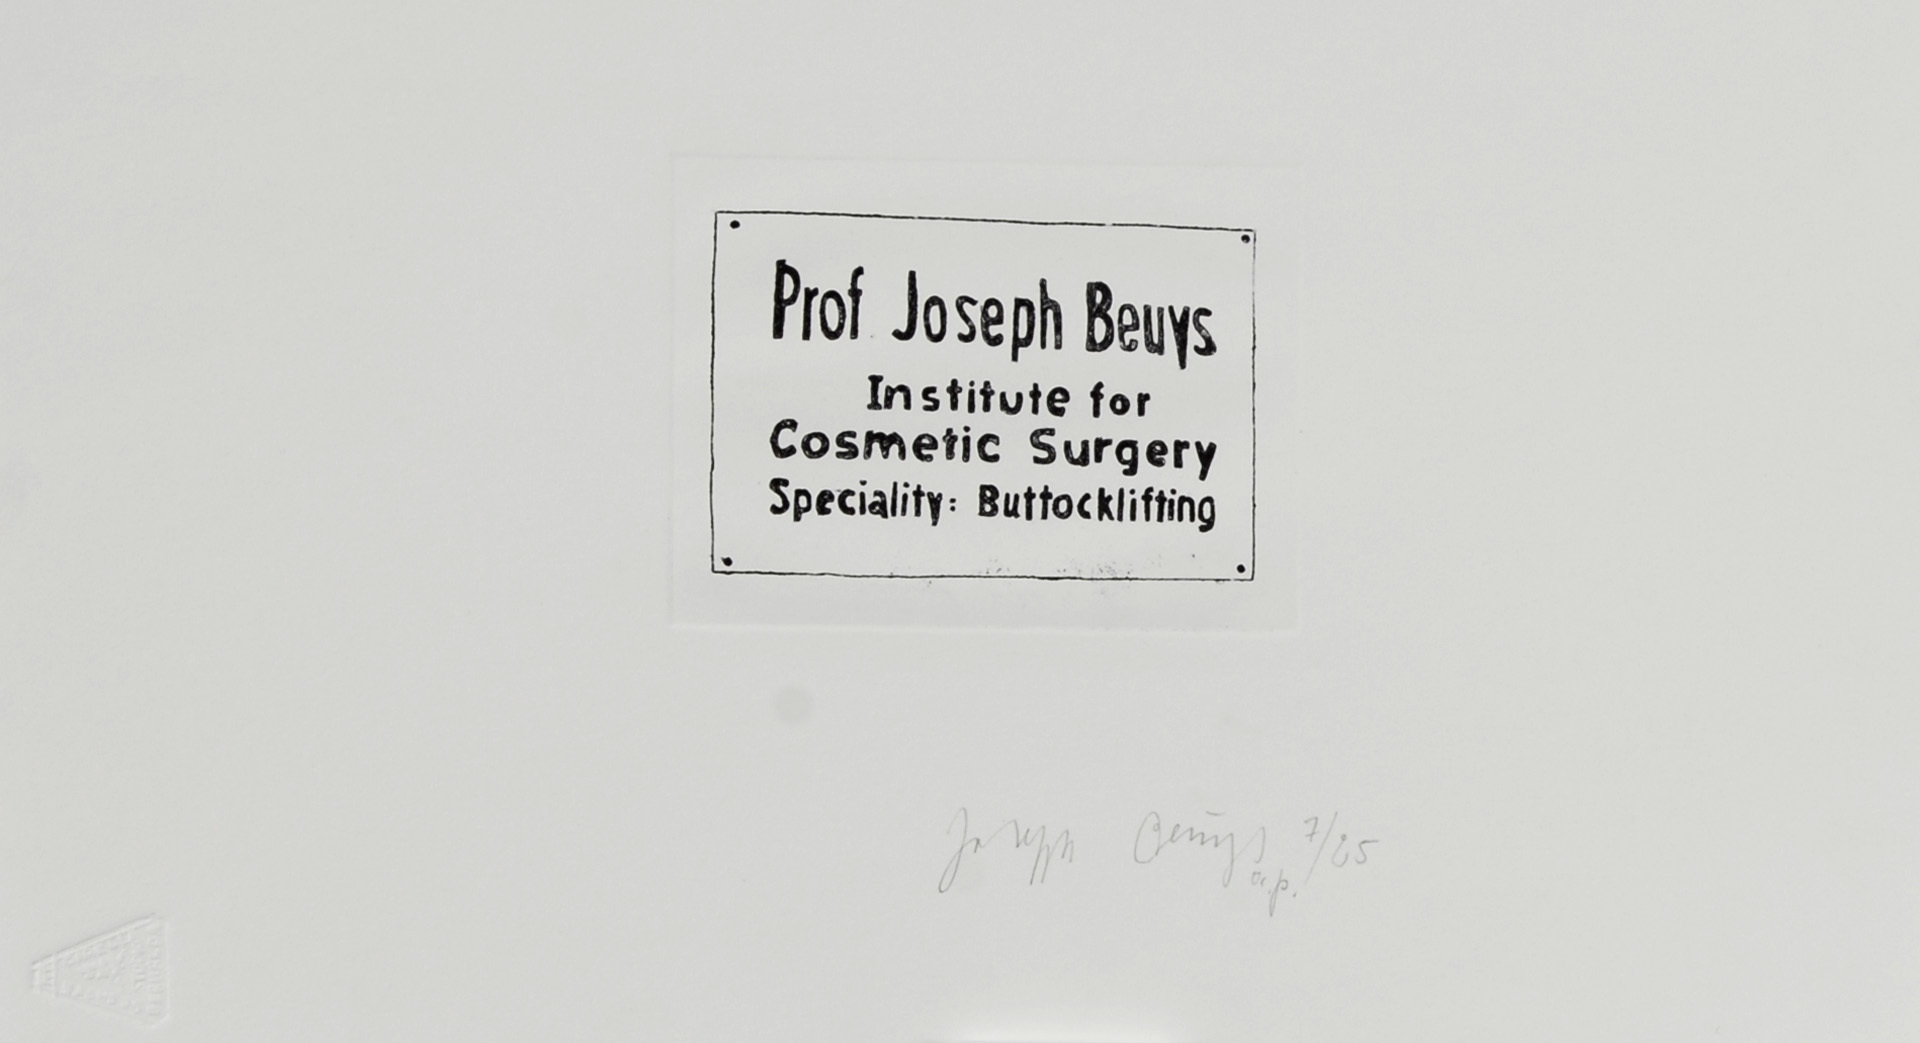 Prof Joseph Beuys
Institute for
Cosmetic Surgery
Speciality: Buttocklifting
Joseph Beuys 7/25
a.p.